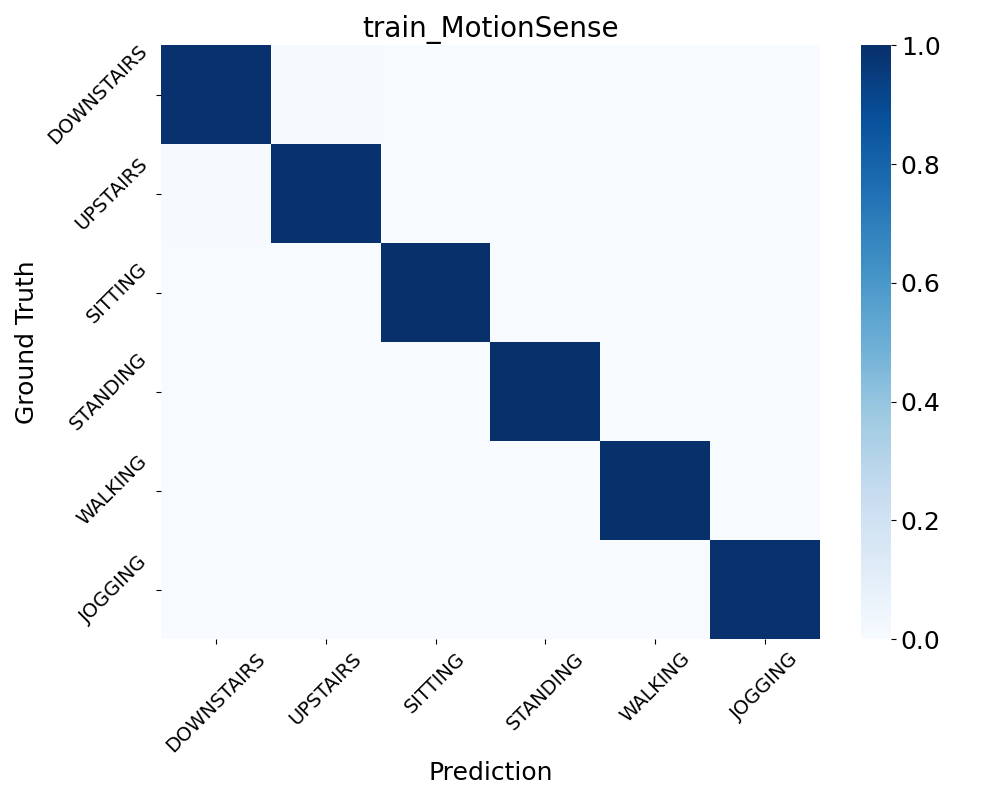 train_MotionSense
Ground Truth
DOWNSTAIRS
UPSTAIRS
SITTING
STANDING
WALKING
JOGGING
DOWNSTAIRS
UPSTAIRS
SITTING
STANDING
WALKING
JOGGING
Prediction
1.0
0.8
0.6
0.4
0.2
0.0